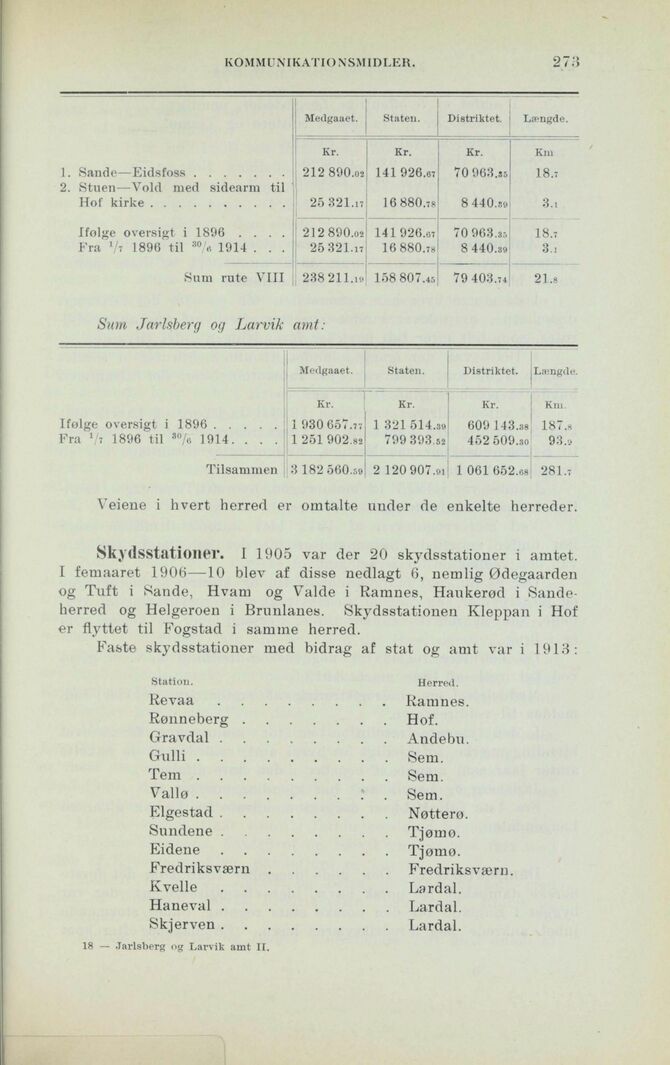 KOMMUNIKATIONSMIDLER. 273
Medgaaet. Staten. Distriktet. Længde.
Kr. Kr. Kr. Km
1. Sande—Eidsfoss . . . . . . . 212 890.02 141 926.67 70 963.35 18.7
2. Stuen—Vold med sidearm til
Hof kirke . . . . . . . . . . 25 321.17 16 880.78 8 440.39 3.1
Ifølge oversigt i 1896 . . . . 212 890.02 141 926.67 70 963.35 18.7
Fra 1/7 1896 til 30/6 1914 . . . 25 321.17 16 880.78 8 440.39 3.1
Sum rute VIII 238 211.19 158 807.45 79 403.74 21.8
Sum Jarlsberg og Larvik amt:
Medgaaet. Staten. Distriktet. Længde.
Kr. Kr. Kr. Km.
Ifølge oversigt i 1896 . . . . . 1 930 657.77 1 321 514.39 609 143.38 187.8
Fra 1/7 1896 til 30/6 1914. . . . 1 251 902.82 799 393.52 452 509.30 93.9
Tilsammen 3 182 560.59 2 120 907.91 1 061 652.68 281.7
Veiene i hvert herred er omtalte under de enkelte herreder.
Skydsstationer. I 1905 var der 20 skydsstationer i amtet.
I femaaret 1906—10 blev af disse nedlagt 6, nemlig Ødegaarden
og Tuft i Sande, Hvam og Valde i Ramnes, Haukerød i Sande-
herred og Helgeroen i Brunlanes. Skydsstationen Kleppan i Hof
er flyttet til Fogstad i samme herred.
Faste skydsstationer med bidrag af stat og amt var i 1913:
Station. Herred.
Revaa . . . . . . . . Ramnes.
Rønneberg . . . . . . . Hof.
Gravdal . . . . . . . . Andebu.
Gulli . . . . . . . . . Sem.
Tem . . . . . . . . . Sem.
Vallø . . . . . . . . . Sem.
Elgestad . . . . . . . . Nøtterø.
Sundene . . . . . . . . Tjømø.
Eidene . . . . . . . . Tjømø.
Fredriksværn . . . . . . Fredriksværn.
Kvelle . . . . . . . . Lardal.
Haneval . . . . . . . . Lardal.
Skjerven . . . . . . . . Lardal.
18 — Jarlsberg og Larvik amt II.